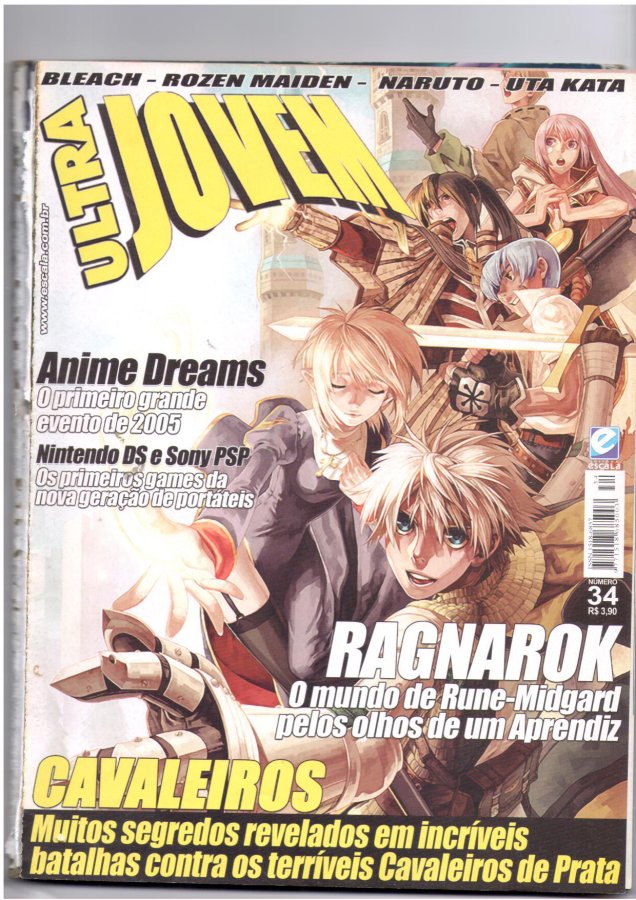 BLEACH - ROZEN MAIDEN - NARUTO - UTA KATA
ULTRA
JOVEM
www.escala.com.br
Anime Dreams
O primeiro grande
evento de 2005
Nintendo DS e Sony PSP
Os primeiros games da
nova geração de portáteis
e
escala
NÚMERO
34
R$ 3,90
RAGNAROK
O mundo de Rune-Midgard
pelos olhos de um Aprendiz
CAVALEIROS
Muitos segredos revelados em incríveis
batalhas contra os terríveis Cavaleiros de Prata